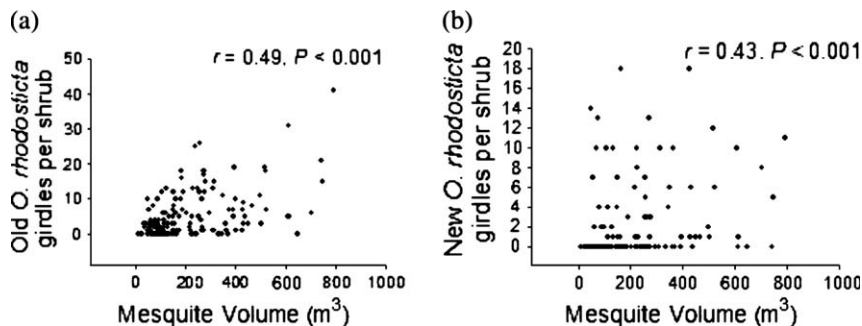 (a)
r = 0.49, P < 0.001
Old O. rhodosticta
girdles per shrub
50
40
30
20
10
0
0 200 400 600 800 1000
Mesquite Volume (m³)
(b)
r = 0.43. P < 0.001
New O. rhodosticta
girdles per shrub
20
18
16
14
12
10
8
6
4
2
0
0 200 400 600 800 1000
Mesquite Volume (m³)